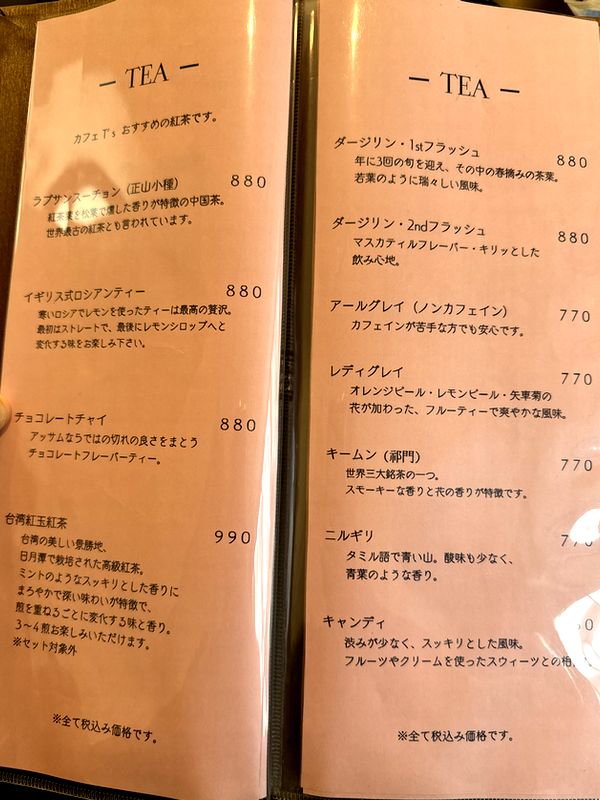 — TEA —
カフェT's おすすめの紅茶です。
ラプサンスーチョン（正山小種） 880
紅茶葉を松葉で燻した香りが特徴の中国茶。
世界最古の紅茶とも言われています。
イギリス式ロシアンティー 880
寒いロシアでレモンを使ったティーは最高の贅沢。
最初はストレートで、最後にレモンシロップへと
変化する味をお楽しみ下さい。
チョコレートチャイ 880
アッサムならではの切れの良さをまとう
チョコレートフレーバーティー。
台湾紅玉紅茶 990
台湾の美しい景勝地、
日月潭で栽培された高級紅茶。
ミントのようなスッキリとした香りに
まろやかで深い味わいが特徴で、
煎を重ねるごとに変化する味と香り。
3～4煎お楽しみいただけます。
※セット対象外
※全て税込み価格です。
— TEA —
ダージリン・1stフラッシュ 880
年に3回の旬を迎え、その中の春摘みの茶葉。
若葉のように瑞々しい風味。
ダージリン・2ndフラッシュ 880
マスカティルフレーバー・キリッとした
飲み心地。
アールグレイ（ノンカフェイン） 770
カフェインが苦手な方でも安心です。
レディグレイ 770
オレンジピール・レモンピール・矢車菊の
花が加わった、フルーティーで爽やかな風味。
キームン（祁門） 770
世界三大銘茶の一つ。
スモーキーな香りと花の香りが特徴です。
ニルギリ 770
タミル語で青い山。酸味も少なく、
青葉のような香り。
キャンディ
渋みが少なく、スッキリとした風味。
フルーツやクリームを使ったスウィーツとの相
※全て税込み価格です。